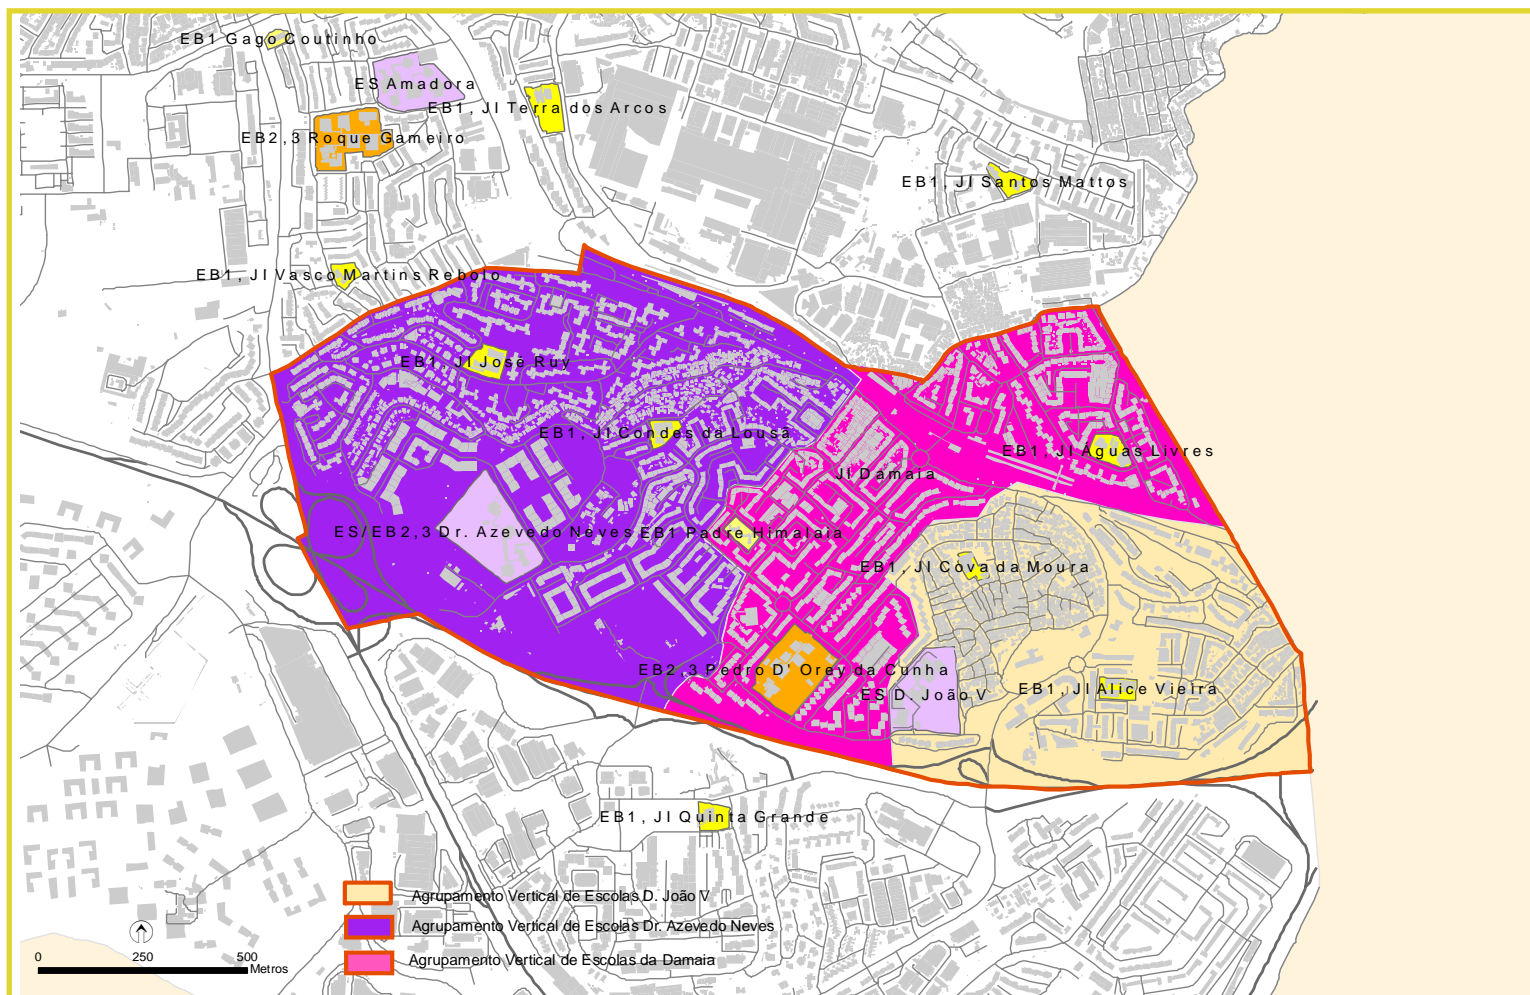 EB1 Gago Coutinho
ES Amadora
EB1, JI Terra dos Arcos
EB2,3 Roque Gameiro
EB1, JI Santos Mattos
EB1, JI Vasco Martins Rebolo
EB1, JI José Ruy
EB1, JI Condes da Lousã
EB1, JI Águas Livres
JI Damaia
ES/EB2,3 Dr. Azevedo Neves
EB1 Padre Himalaia
EB1, JI Cova da Moura
EB2,3 Pedro D' Orey da Cunha
ES D. João V
EB1, JI Alice Vieira
EB1, JI Quinta Grande
Agrupamento Vertical de Escolas D. João V
Agrupamento Vertical de Escolas Dr. Azevedo Neves
Agrupamento Vertical de Escolas da Damaia
0 250 500
Metros